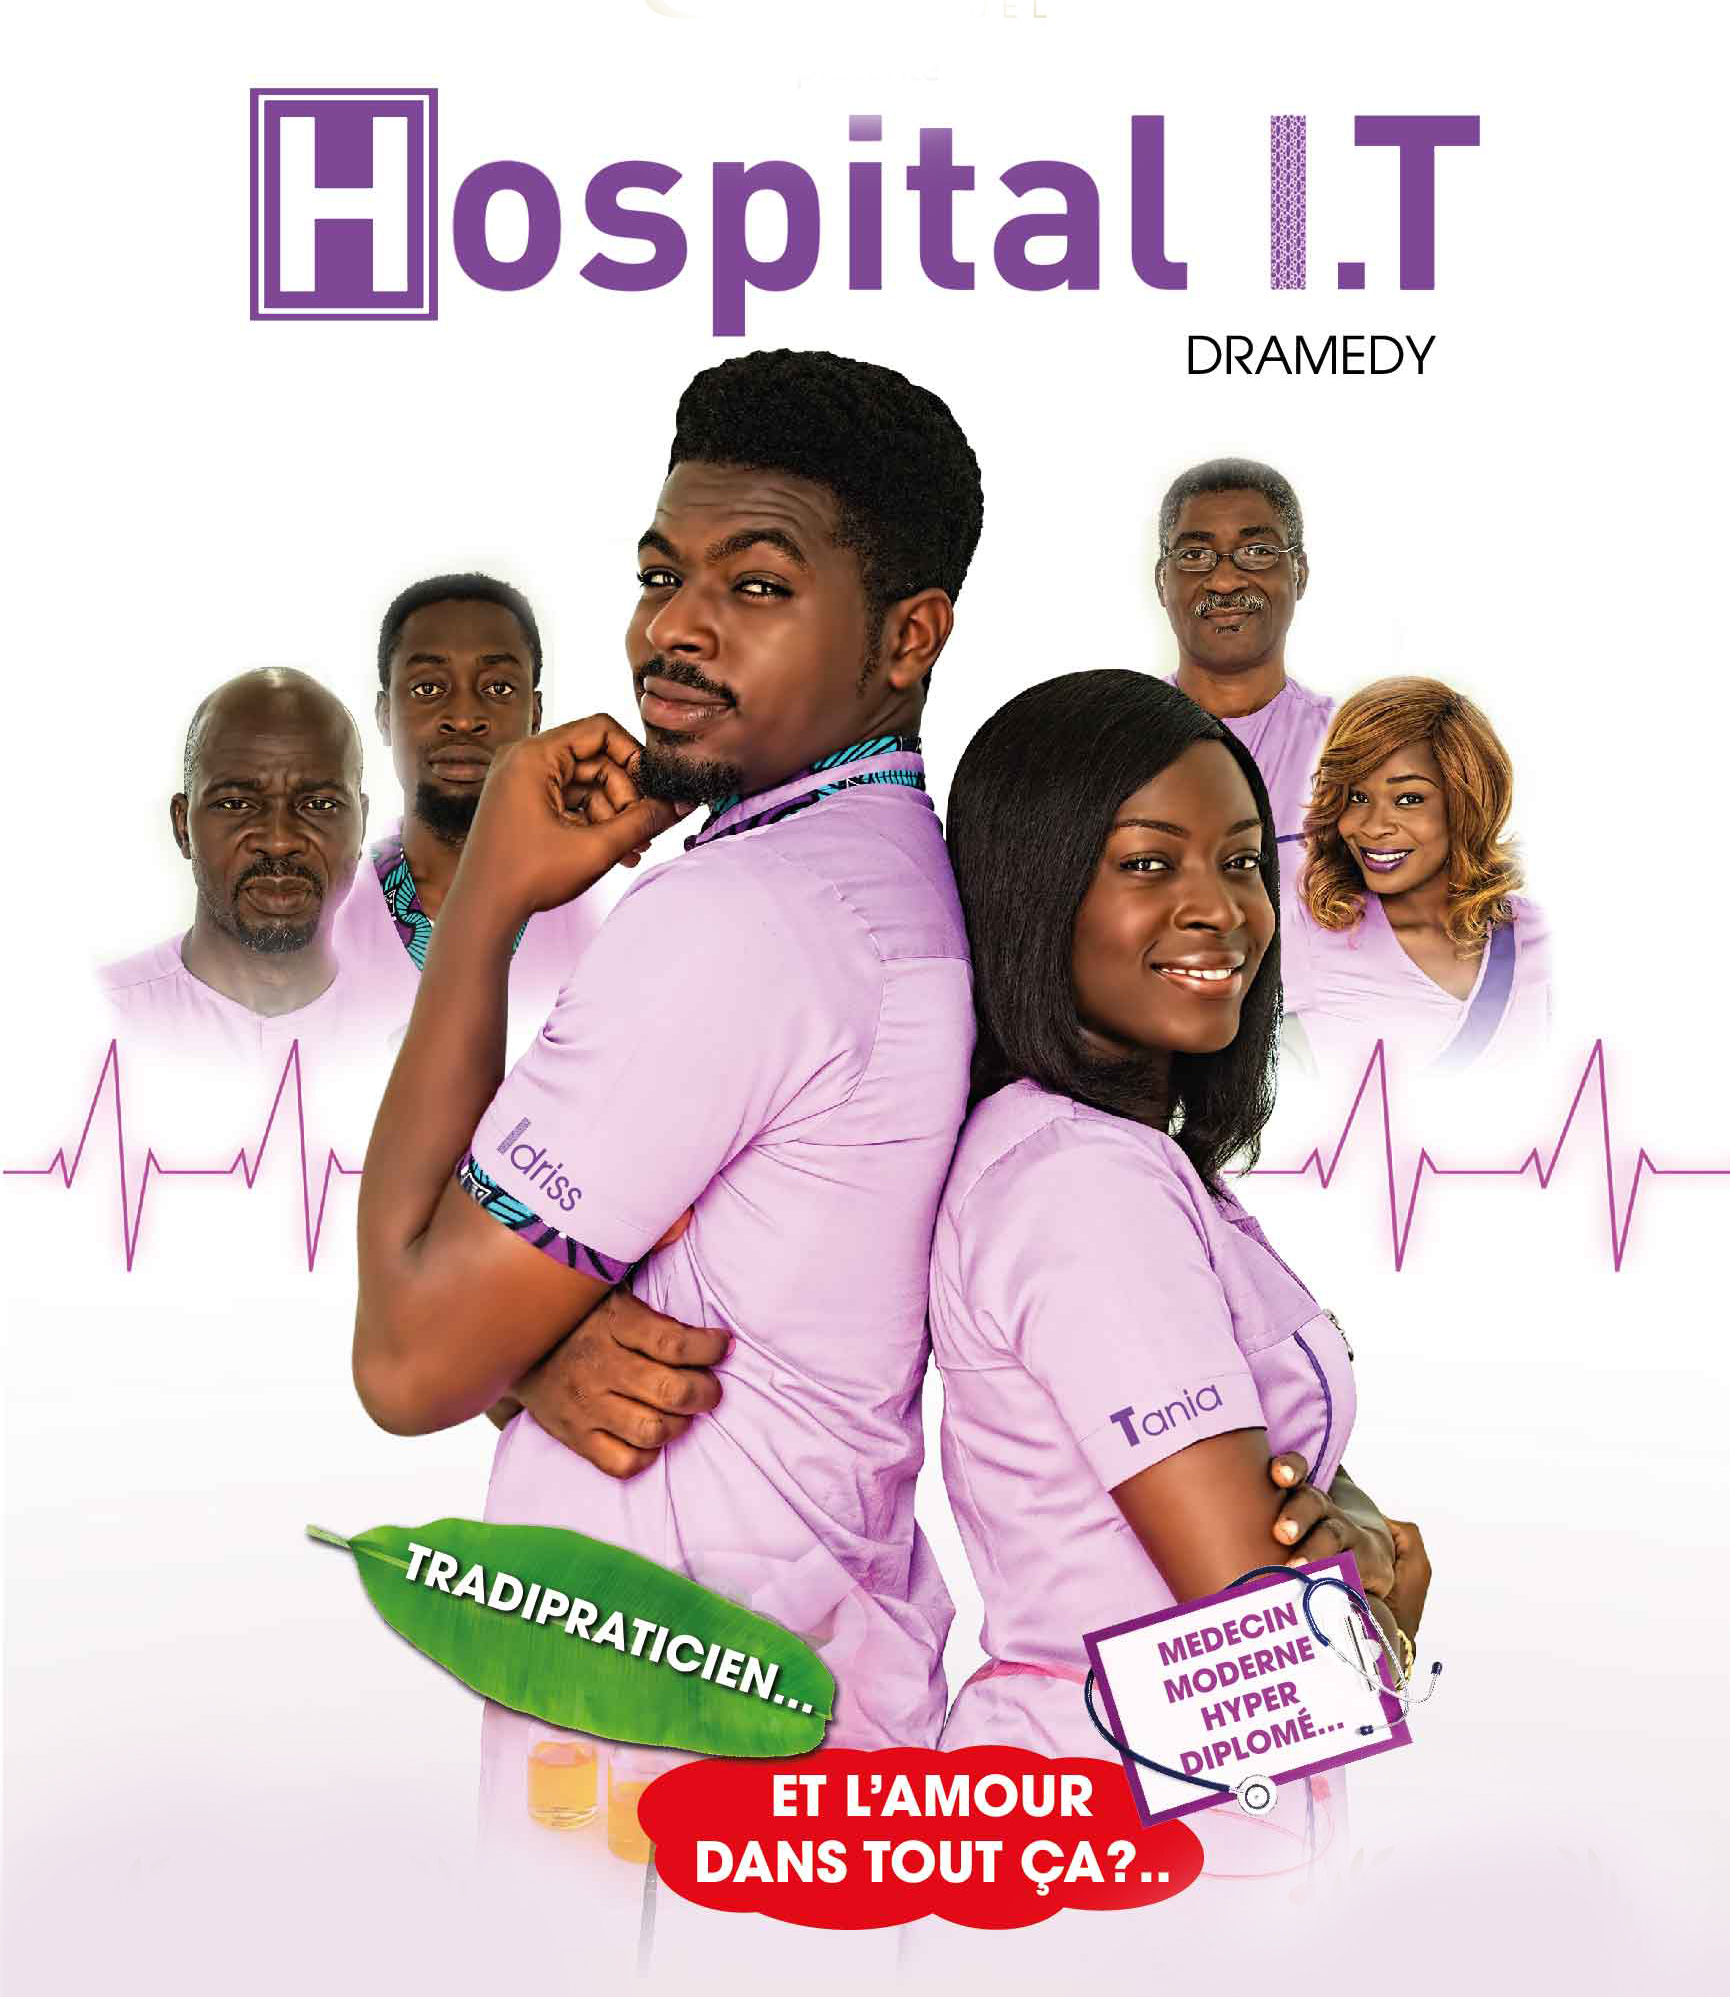 Hospital I.T
DRAMEDY
Idriss
Tania
TRADIPRATICIEN...
MEDECIN
MODERNE
HYPER
DIPLOMÉ...
ET L'AMOUR
DANS TOUT ÇA?..